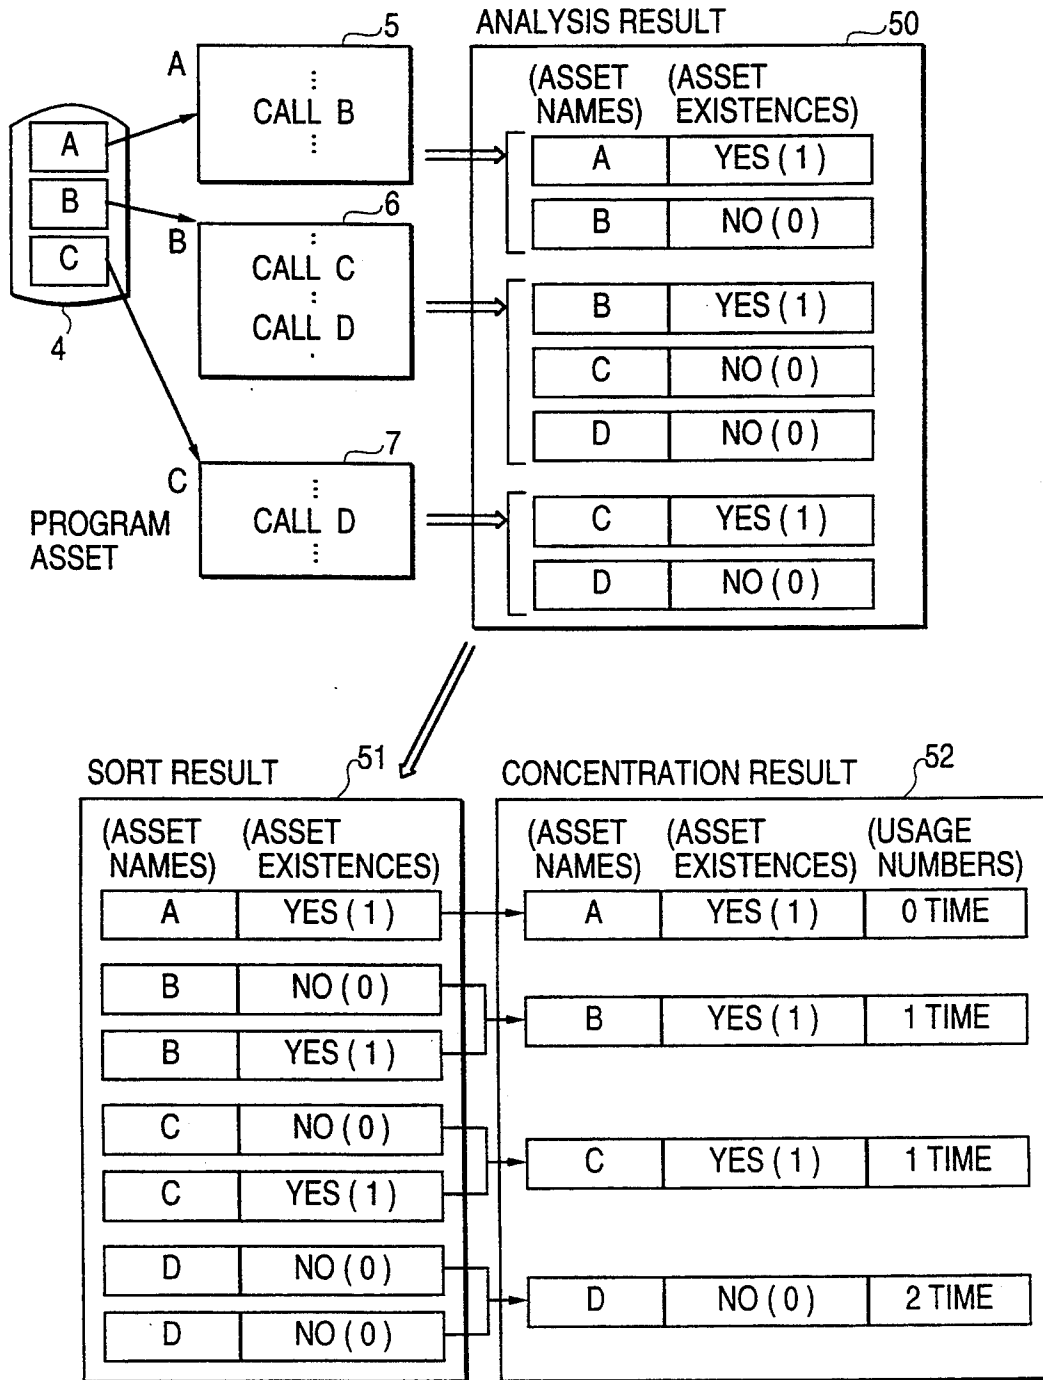 5
A
⋮
CALL B
⋮
A
B
C
4
6
B
⋮
CALL C
⋮
CALL D
.
7
C
⋮
CALL D
⋮
PROGRAM
ASSET
ANALYSIS RESULT
50
(ASSET NAMES) (ASSET EXISTENCES)
A YES ( 1 )
B NO ( 0 )
B YES ( 1 )
C NO ( 0 )
D NO ( 0 )
C YES ( 1 )
D NO ( 0 )
SORT RESULT
51
(ASSET NAMES) (ASSET EXISTENCES)
A YES ( 1 )
B NO ( 0 )
B YES ( 1 )
C NO ( 0 )
C YES ( 1 )
D NO ( 0 )
D NO ( 0 )
CONCENTRATION RESULT
52
(ASSET NAMES) (ASSET EXISTENCES) (USAGE NUMBERS)
A YES ( 1 ) 0 TIME
B YES ( 1 ) 1 TIME
C YES ( 1 ) 1 TIME
D NO ( 0 ) 2 TIME